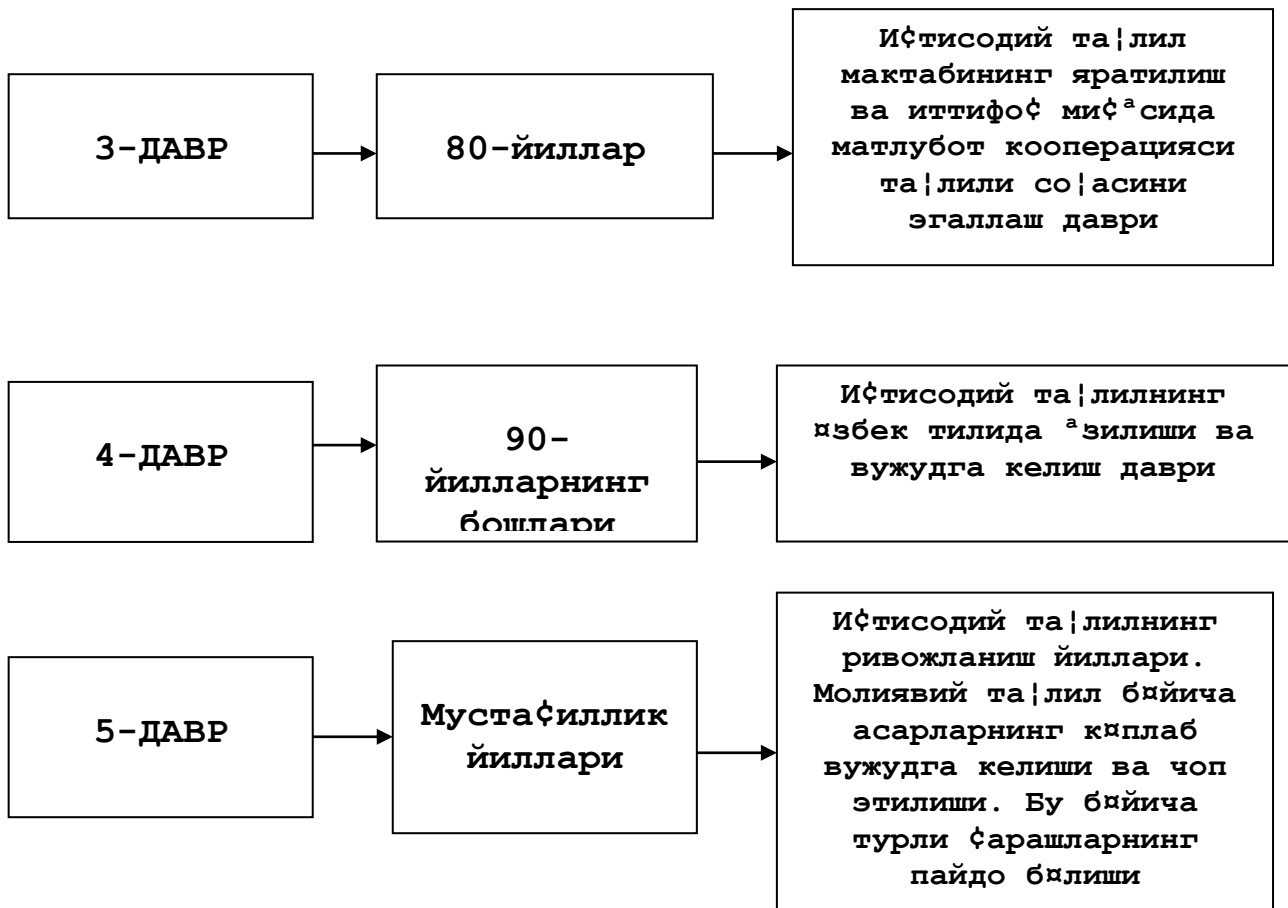 3-ДАВР
80-йиллар
И¢тисодий та¦лил
мактабининг яратилиш
ва иттифо¢ ми¢ªсида
матлубот кооперацияси
та¦лили со¦асини
эгаллаш даври
4-ДАВР
90-
йилларнинг
бошлари
И¢тисодий та¦лилнинг
¤збек тилида ªзилиши ва
вужудга келиш даври
5-ДАВР
Муста¢иллик
йиллари
И¢тисодий та¦лилнинг
ривожланиш йиллари.
Молиявий та¦лил б¤йича
асарларнинг к¤плаб
вужудга келиши ва чоп
этилиши. Бу б¤йича
турли ¢арашларнинг
пайдо б¤лиши